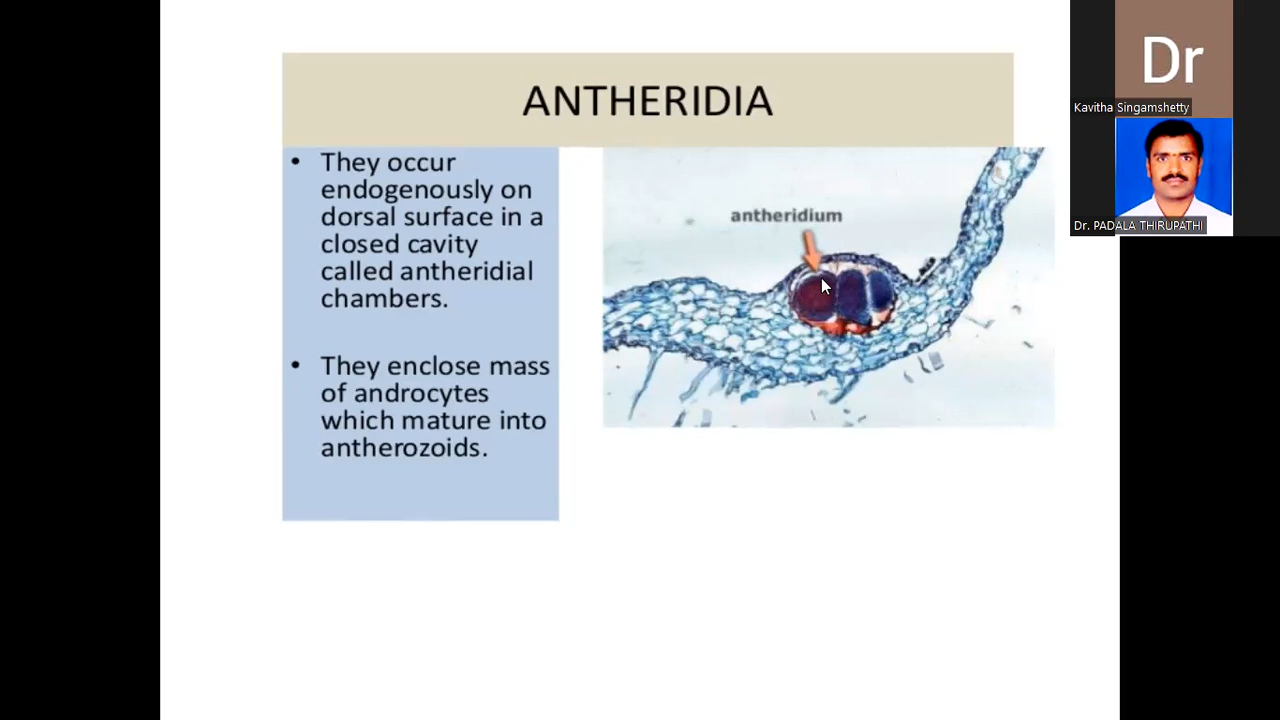 ANTHERIDIA
• They occur
endogenously on
dorsal surface in a
closed cavity
called antheridial
chambers.
• They enclose mass
of androcytes
which mature into
antherozoids.
antheridium
Dr
Kavitha Singamshetty
Dr. PADALA THIRUPATHI